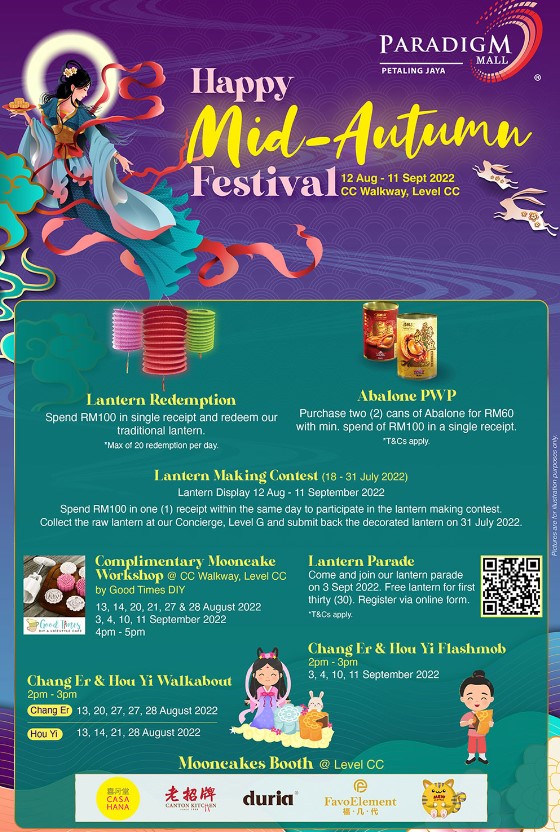 PARADIGM
MALL
PETALING JAYA
®
Happy
Mid-Autumn
Festival
12 Aug - 11 Sept 2022
CC Walkway, Level CC
Lantern Redemption
Spend RM100 in single receipt and redeem our
traditional lantern.
*Max of 20 redemption per day.
Abalone PWP
Purchase two (2) cans of Abalone for RM60
with min. spend of RM100 in a single receipt.
*T&Cs apply.
Lantern Making Contest (18 - 31 July 2022)
Lantern Display 12 Aug - 11 September 2022
Spend RM100 in one (1) receipt within the same day to participate in the lantern making contest.
Collect the raw lantern at our Concierge, Level G and submit back the decorated lantern on 31 July 2022.
Pictures are for illustration purposes only.
Complimentary Mooncake
Workshop @ CC Walkway, Level CC
by Good Times DIY
13, 14, 20, 21, 27 & 28 August 2022
3, 4, 10, 11 September 2022
4pm - 5pm
Good Times
Lantern Parade
Come and join our lantern parade
on 3 Sept 2022. Free lantern for first
thirty (30). Register via online form.
*T&Cs apply.
Chang Er & Hou Yi Flashmob
2pm - 3pm
3, 4, 10, 11 September 2022
Chang Er & Hou Yi Walkabout
2pm - 3pm
Chang Er 13, 20, 27, 27, 28 August 2022
Hou Yi 13, 14, 21, 28 August 2022
Mooncakes Booth @ Level CC
CASA
HANA
老招牌
CANTON KITCHEN
duria
FavoElement
福·几·代